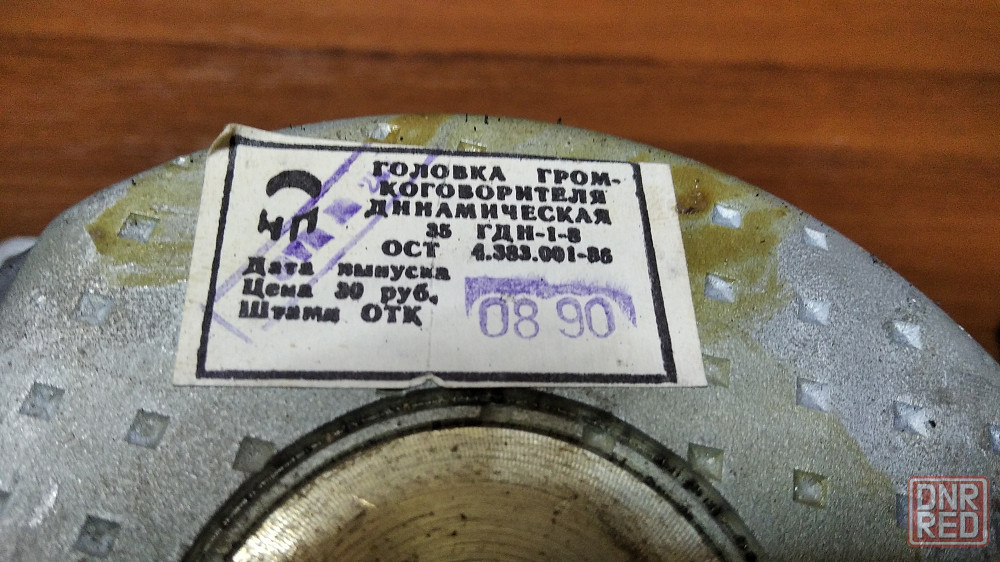 ГОЛОВКА ГРОМ-
КОГОВОРИТЕЛЯ
ДИНАМИЧЕСКАЯ
35 ГДН-1-8
ОСТ 4.383.001-86
Дата выпуска
Цена 30 руб.
Штамп ОТК
08 90
DNR
RED